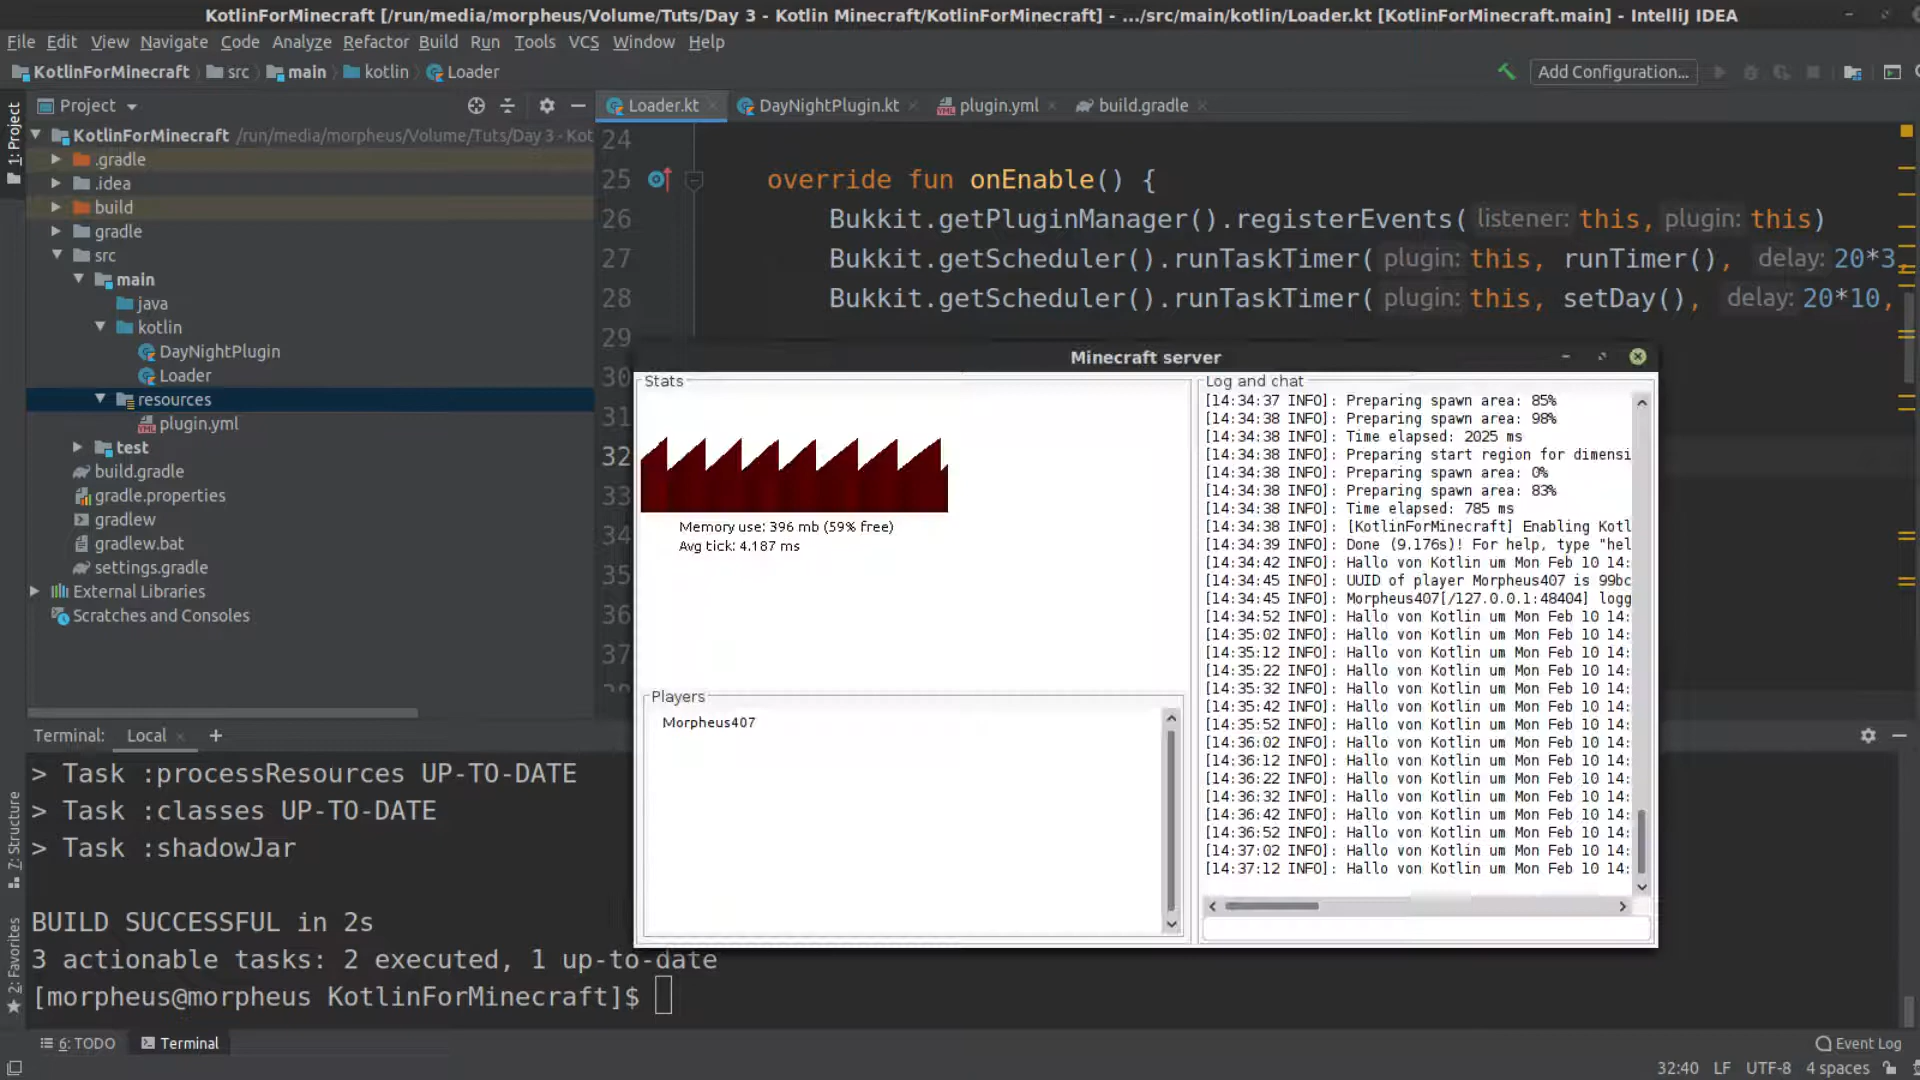 KotlinForMinecraft [/run/media/morpheus/Volume/Tuts/Day 3 - Kotlin Minecraft/KotlinForMinecraft] - .../src/main/kotlin/Loader.kt [KotlinForMinecraft.main] - IntelliJ IDEA
File Edit View Navigate Code Analyze Refactor Build Run Tools VCS Window Help
KotlinForMinecraft src main kotlin Loader
Add Configuration...
1: Project
Project
KotlinForMinecraft /run/media/morpheus/Volume/Tuts/Day 3 - Kot
.gradle
.idea
build
gradle
src
main
java
kotlin
DayNightPlugin
Loader
resources
plugin.yml
test
build.gradle
gradle.properties
gradlew
gradlew.bat
settings.gradle
External Libraries
Scratches and Consoles
Loader.kt DayNightPlugin.kt plugin.yml build.gradle
24
25 override fun onEnable() {
26 Bukkit.getPluginManager().registerEvents( listener: this, plugin: this)
27 Bukkit.getScheduler().runTaskTimer( plugin: this, runTimer(), delay: 20*3,
28 Bukkit.getScheduler().runTaskTimer( plugin: this, setDay(), delay: 20*10,
29
30
31
32
33
34
35
36
37
Minecraft server
Stats
Memory use: 396 mb (59% free)
Avg tick: 4.187 ms
Players
Morpheus407
Log and chat
[14:34:37 INFO]: Preparing spawn area: 85%
[14:34:38 INFO]: Preparing spawn area: 98%
[14:34:38 INFO]: Time elapsed: 2025 ms
[14:34:38 INFO]: Preparing start region for dimensi
[14:34:38 INFO]: Preparing spawn area: 0%
[14:34:38 INFO]: Preparing spawn area: 83%
[14:34:38 INFO]: Time elapsed: 785 ms
[14:34:38 INFO]: [KotlinForMinecraft] Enabling Kotl
[14:34:39 INFO]: Done (9.176s)! For help, type "hel
[14:34:42 INFO]: Hallo von Kotlin um Mon Feb 10 14:
[14:34:45 INFO]: UUID of player Morpheus407 is 99bc
[14:34:45 INFO]: Morpheus407[/127.0.0.1:48404] logg
[14:34:52 INFO]: Hallo von Kotlin um Mon Feb 10 14:
[14:35:02 INFO]: Hallo von Kotlin um Mon Feb 10 14:
[14:35:12 INFO]: Hallo von Kotlin um Mon Feb 10 14:
[14:35:22 INFO]: Hallo von Kotlin um Mon Feb 10 14:
[14:35:32 INFO]: Hallo von Kotlin um Mon Feb 10 14:
[14:35:42 INFO]: Hallo von Kotlin um Mon Feb 10 14:
[14:35:52 INFO]: Hallo von Kotlin um Mon Feb 10 14:
[14:36:02 INFO]: Hallo von Kotlin um Mon Feb 10 14:
[14:36:12 INFO]: Hallo von Kotlin um Mon Feb 10 14:
[14:36:22 INFO]: Hallo von Kotlin um Mon Feb 10 14:
[14:36:32 INFO]: Hallo von Kotlin um Mon Feb 10 14:
[14:36:42 INFO]: Hallo von Kotlin um Mon Feb 10 14:
[14:36:52 INFO]: Hallo von Kotlin um Mon Feb 10 14:
[14:37:02 INFO]: Hallo von Kotlin um Mon Feb 10 14:
[14:37:12 INFO]: Hallo von Kotlin um Mon Feb 10 14:
Terminal: Local +
> Task :processResources UP-TO-DATE
> Task :classes UP-TO-DATE
> Task :shadowJar
BUILD SUCCESSFUL in 2s
3 actionable tasks: 2 executed, 1 up-to-date
[morpheus@morpheus KotlinForMinecraft]$
7: Structure
2: Favorites
6: TODO Terminal Event Log
32:40 LF UTF-8 4 spaces